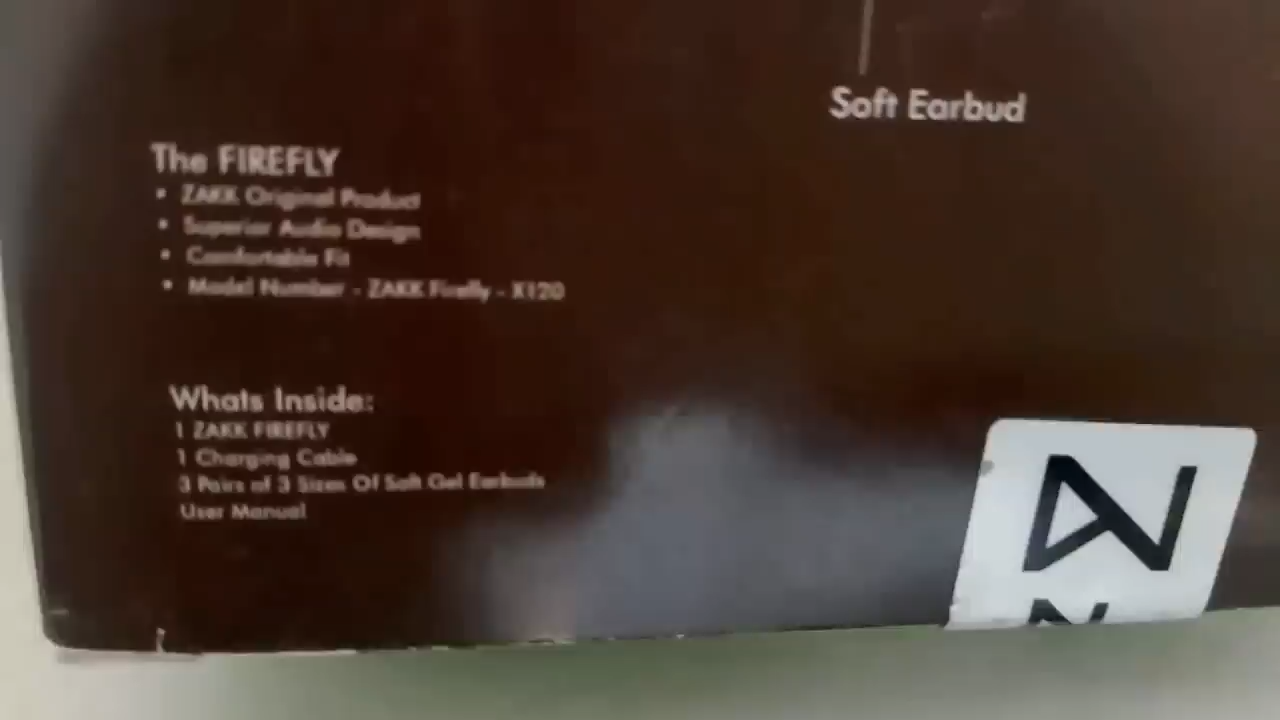 Soft Earbud
The FIREFLY
• ZAKK Original Product
• Superior Audio Design
• Comfortable Fit
• Model Number - ZAKK Firefly - X120
Whats Inside:
1 ZAKK FIREFLY
1 Charging Cable
3 Pairs of 3 Sizes Of Soft Gel Earbuds
User Manual